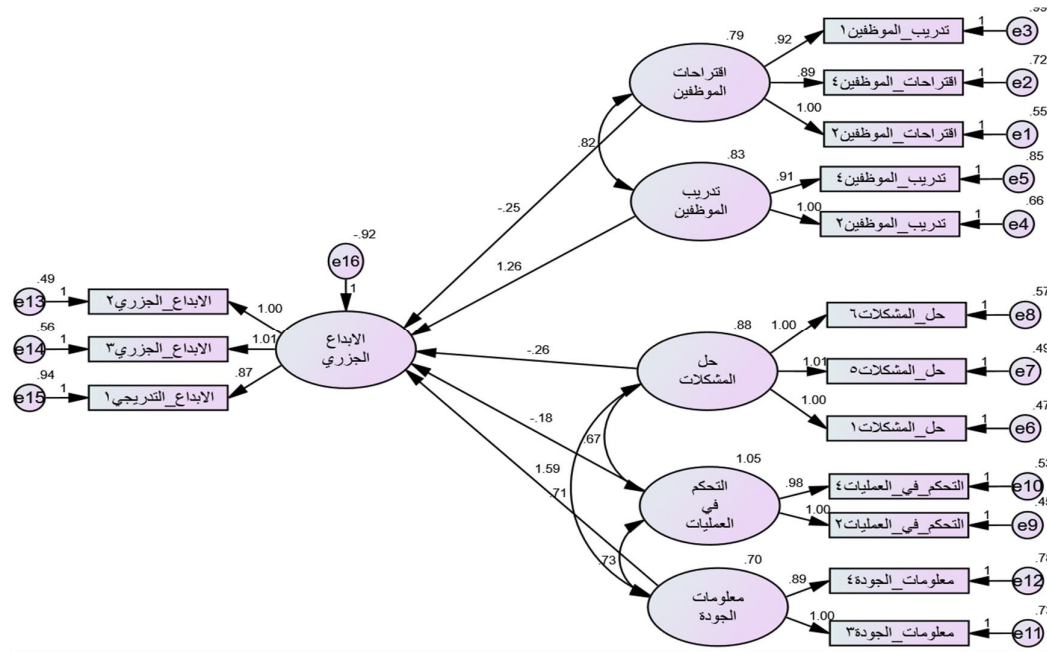 .99
تدريب_الموظفين١
1
e3
.92
.79
اقتراحات
الموظفين
.72
اقتراحات_الموظفين٤
1
e2
.89
1.00
.55
اقتراحات_الموظفين٢
1
e1
.82
.85
.83
تدريب
الموظفين
تدريب_الموظفين٤
1
e5
.91
.66
1.00
تدريب_الموظفين٢
1
e4
-.25
1.26
-.92
e16
1
.49
e13
1
الابداع_الجزري٢
1.00
.56
e14
1
الابداع_الجزري٣
1.01
الابداع
الجزري
.94
e15
1
الابداع_التدريجي١
.87
.57
.88
حل
المشكلات
1.00
حل_المشكلات٦
1
e8
-.26
.49
1.01
حل_المشكلات٥
1
e7
.47
1.00
حل_المشكلات١
1
e6
-.18
.67
1.59
.71
1.05
التحكم
في
العمليات
.98
التحكم_في_العمليات٤
1
e10
1.00
التحكم_في_العمليات٢
1
e9
.73
.70
معلومات
الجودة
.89
معلومات_الجودة٤
1
e12
1.00
معلومات_الجودة٣
1
e11